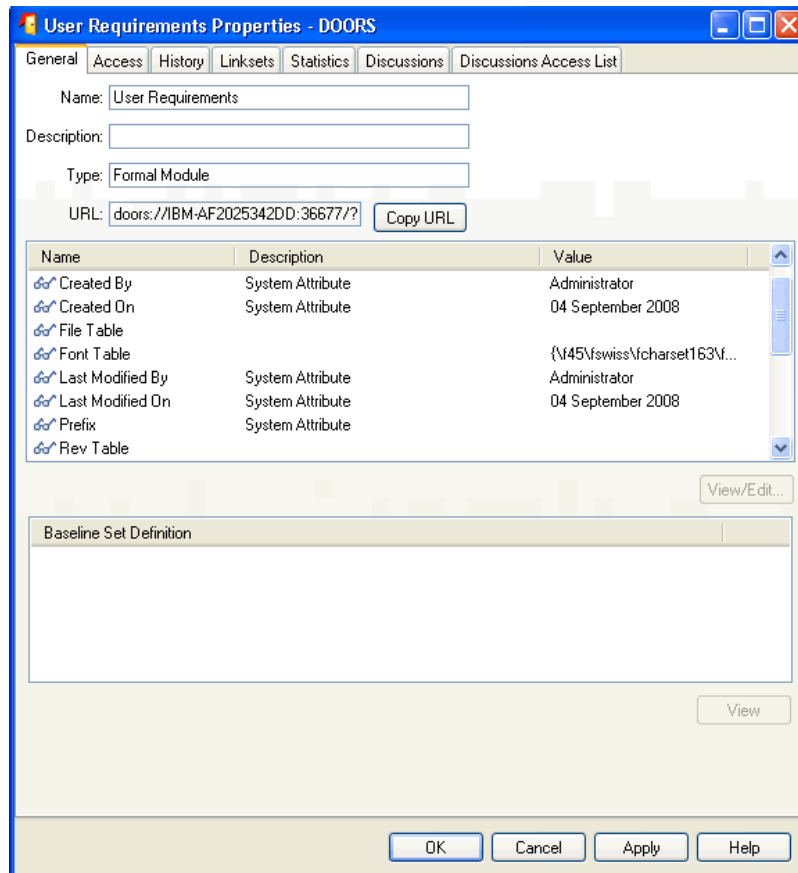 User Requirements Properties - DOORS
General Access History Linksets Statistics Discussions Discussions Access List
Name: User Requirements
Description:
Type: Formal Module
URL: doors://IBM-AF2025342DD:36677/? Copy URL
Name Description Value
Created By System Attribute Administrator
Created On System Attribute 04 September 2008
File Table
Font Table {\f45\fswiss\fcharset163\f...
Last Modified By System Attribute Administrator
Last Modified On System Attribute 04 September 2008
Prefix System Attribute
Rev Table
View/Edit...
Baseline Set Definition
View
OK Cancel Apply Help